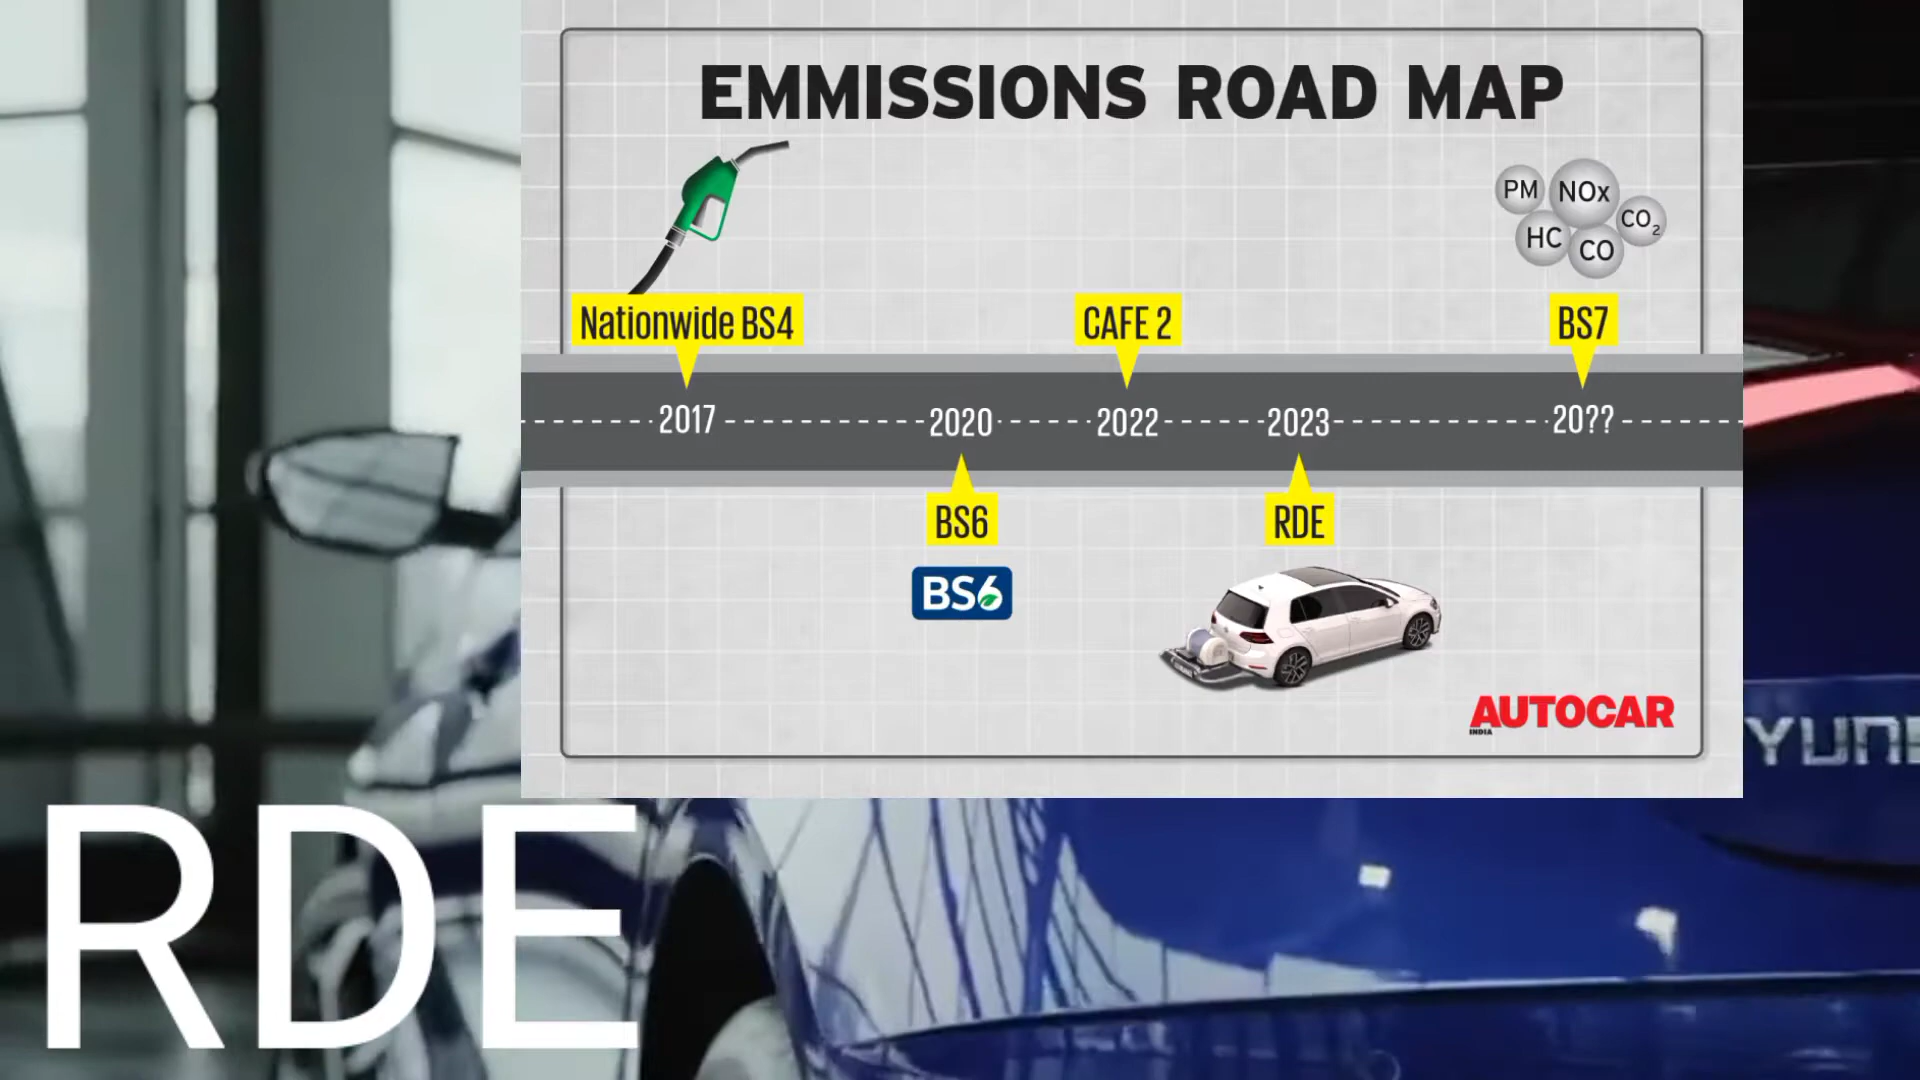 EMMISSIONS ROAD MAP
PM
NOx
CO2
HC
CO
Nationwide BS4
CAFE 2
BS7
2017
2020
2022
2023
20??
BS6
RDE
BS6
AUTOCAR
INDIA
YUN
RDE